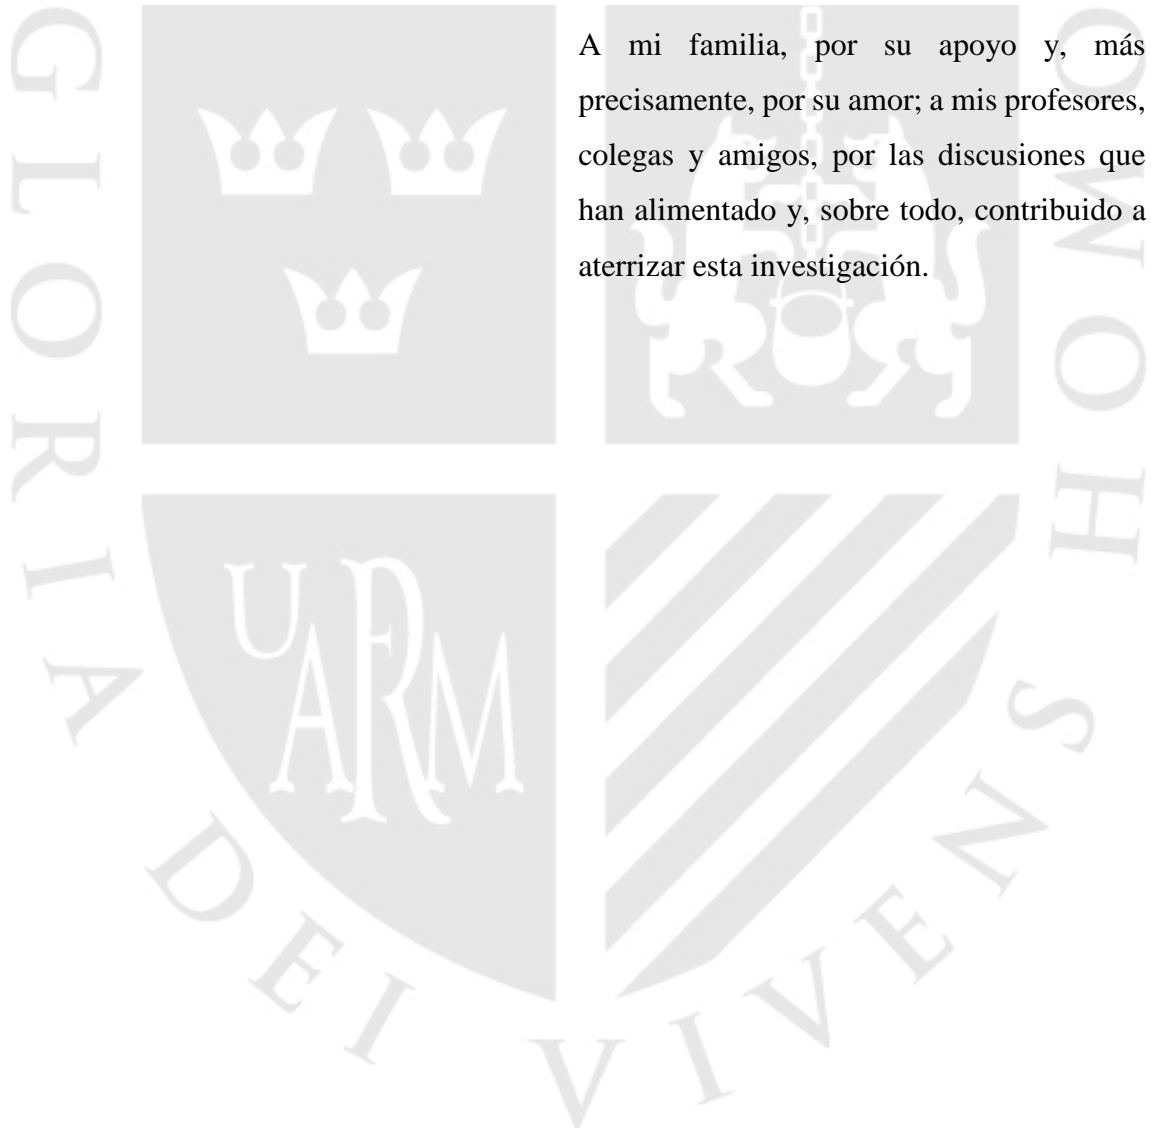 A mi familia, por su apoyo y, más
precisamente, por su amor; a mis profesores,
colegas y amigos, por las discusiones que
han alimentado y, sobre todo, contribuido a
aterrizar esta investigación.
GLORIA DEI VIVENS HOMO
UARM